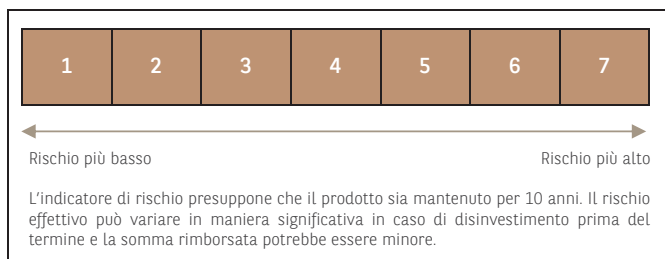 1 2 3 4 5 6 7
Rischio più basso Rischio più alto
L'indicatore di rischio presuppone che il prodotto sia mantenuto per 10 anni. Il rischio
effettivo può variare in maniera significativa in caso di disinvestimento prima del
termine e la somma rimborsata potrebbe essere minore.